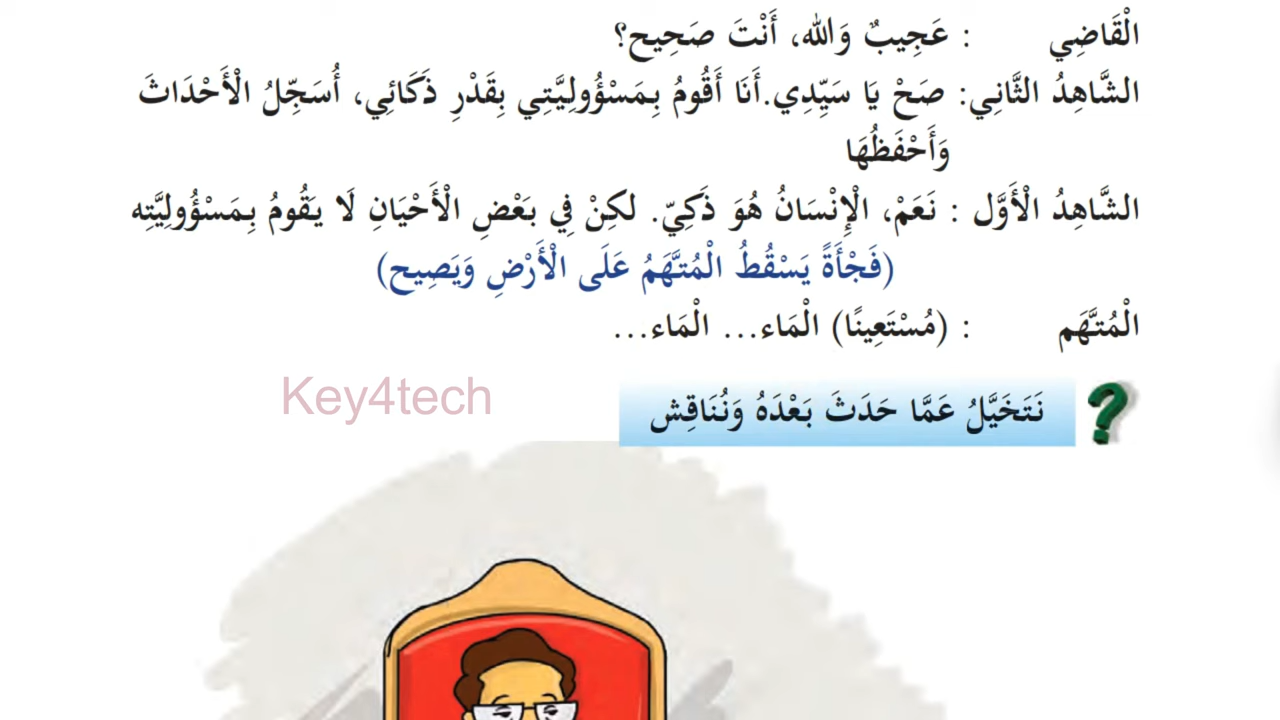 الْقَاضِي : عَجِيبٌ وَالله، أَنْتَ صَحِيح؟
الشَّاهِدُ الثَّانِي: صَحْ يَا سَيِّدِي.أَنَا أَقُومُ بِمَسْؤُولِيَّتِي بِقَدْرِ ذَكَائِي، أُسَجِّلُ الْأَحْدَاثَ
وَأَحْفَظُهَا
الشَّاهِدُ الْأَوَّل : نَعَمْ، الْإِنْسَانُ هُوَ ذَكِيّ. لكِنْ فِي بَعْضِ الْأَحْيَانِ لَا يَقُومُ بِمَسْؤُولِيَّتِه
(فَجْأَةً يَسْقُطُ الْمُتَّهَمُ عَلَى الْأَرْضِ وَيَصِيح)
الْمُتَّهَم : (مُسْتَعِينًا) الْمَاء... الْمَاء...
Key4tech
نَتَخَيَّلُ عَمَّا حَدَثَ بَعْدَهُ وَنُنَاقِش